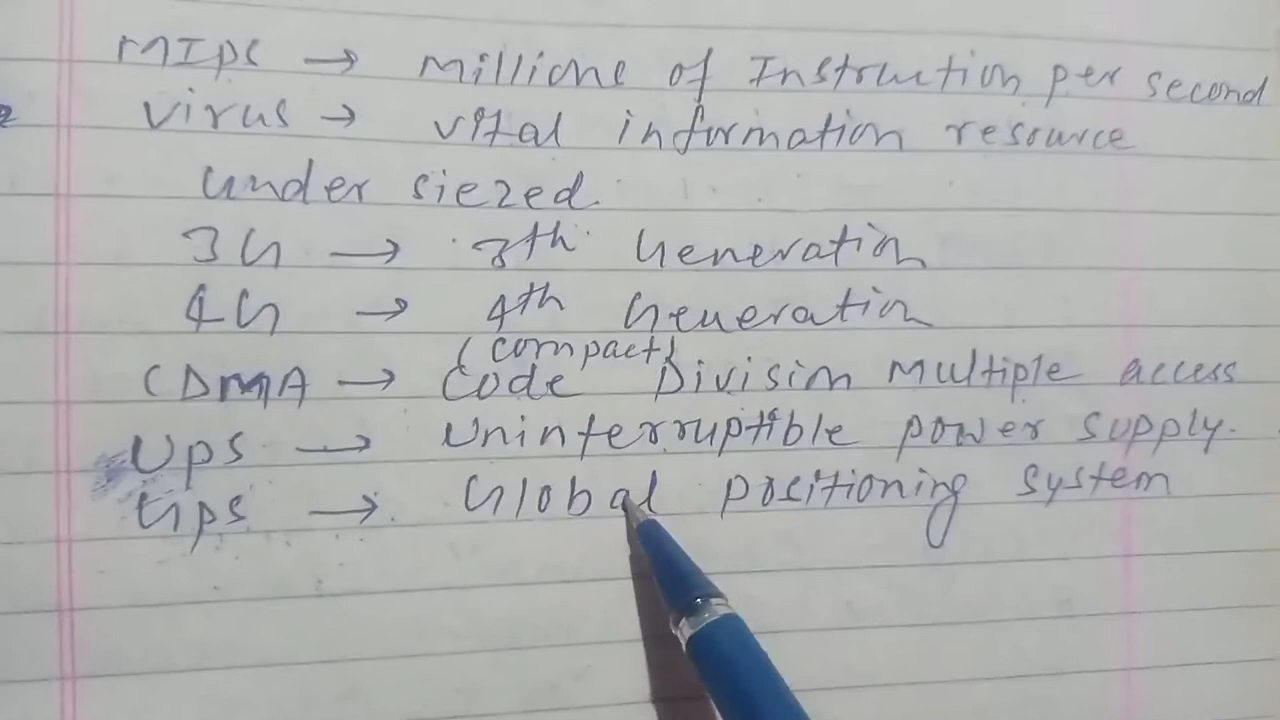 MIPS → Millions of Instruction per second
virus → vital information resource
under siezed.
3G → 3th Generation
4G → 4th Generation
(compact)
CDMA → Code Division Multiple access
UPS → Uninterruptible power supply.
GPS → Global positioning system